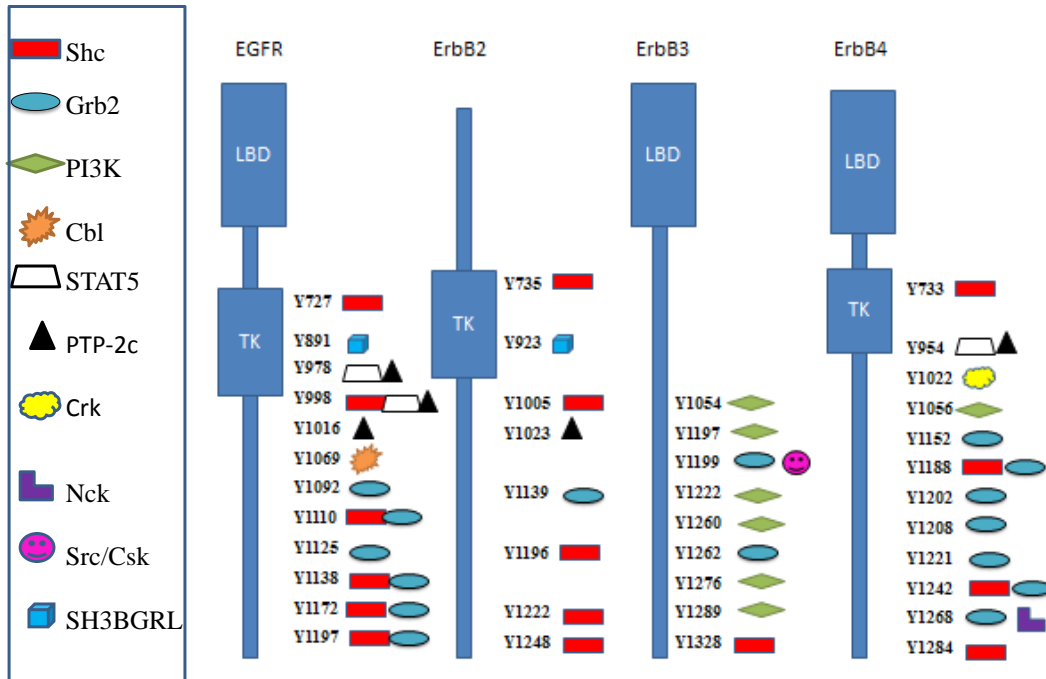 Shc
Grb2
PI3K
Cbl
STAT5
PTP-2c
Crk
Nck
Src/Csk
SH3BGRL
EGFR
LBD
TK
Y727
Y891
Y978
Y998
Y1016
Y1069
Y1092
Y1110
Y1125
Y1138
Y1172
Y1197
ErbB2
TK
Y735
Y923
Y1005
Y1023
Y1139
Y1196
Y1222
Y1248
ErbB3
LBD
Y1054
Y1197
Y1199
Y1222
Y1260
Y1262
Y1276
Y1289
Y1328
ErbB4
LBD
TK
Y733
Y954
Y1022
Y1056
Y1152
Y1188
Y1202
Y1208
Y1221
Y1242
Y1268
Y1284